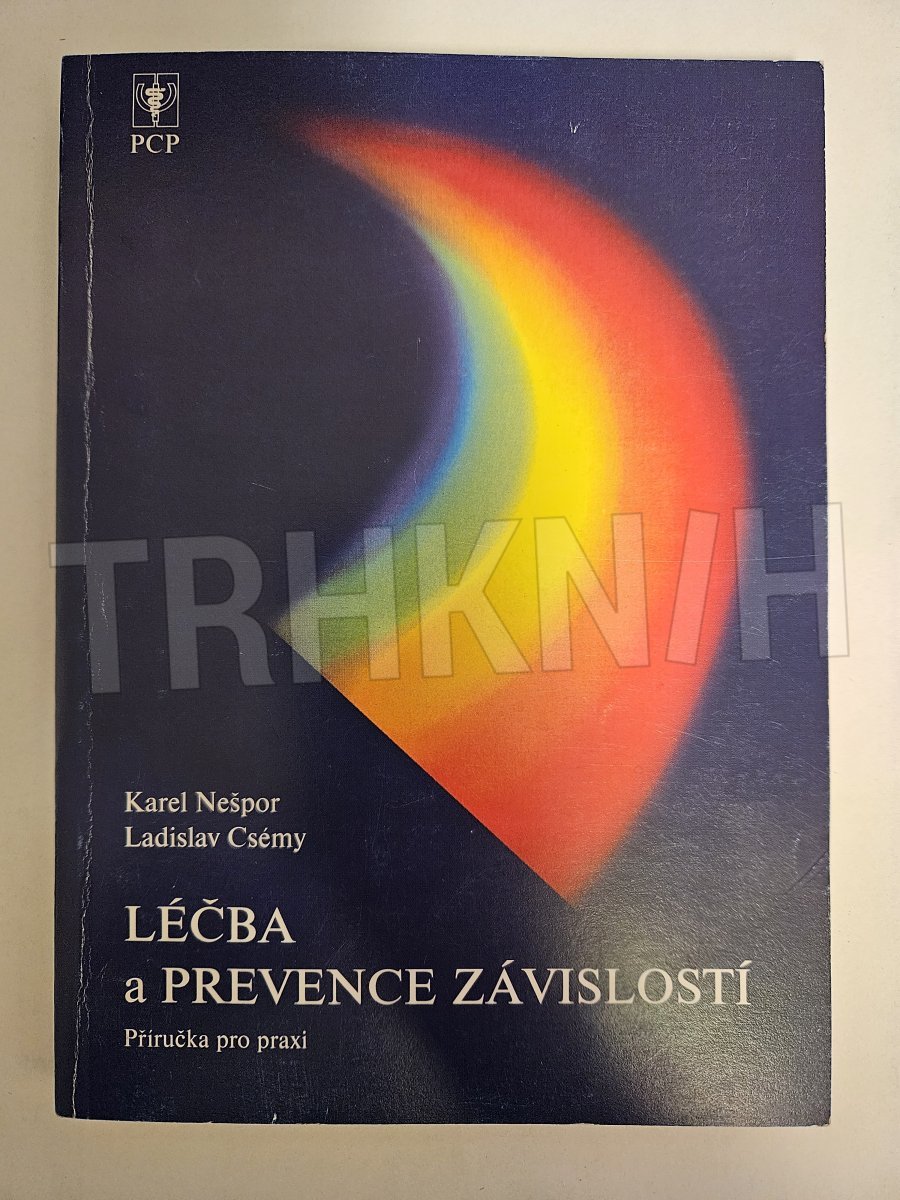 PCP
TRHKNIH
Karel Nešpor
Ladislav Csémy
LÉČBA
a PREVENCE ZÁVISLOSTÍ
Příručka pro praxi